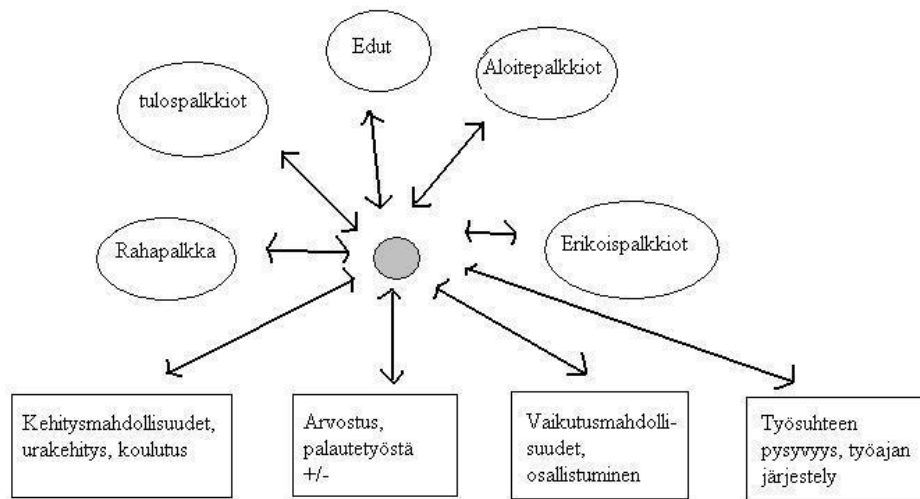 Edut
Aloitepalkkiot
tulospalkkiot
Rahapalkka
Erikoispalkkiot
Kehitysmahdollisuudet,
urakehitys, koulutus
Arvostus,
palautetyöstä
+/-
Vaikutusmahdolli-
suudet,
osallistuminen
Työsuhteen
pysyvyys, työajan
järjestely